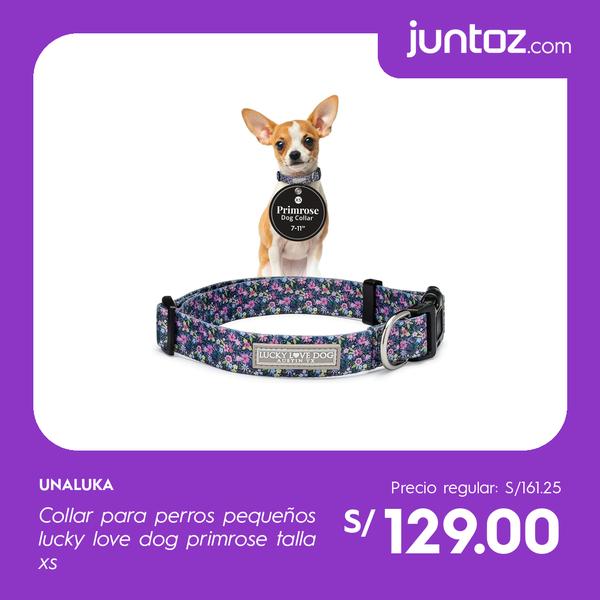 juntoz.com
XS
Primrose
Dog Collar
7-11"
LUCKY LOVE DOG
AUSTIN TX
UNALUKA
Collar para perros pequeños
lucky love dog primrose talla
xs
Precio regular: S/161.25
S/129.00